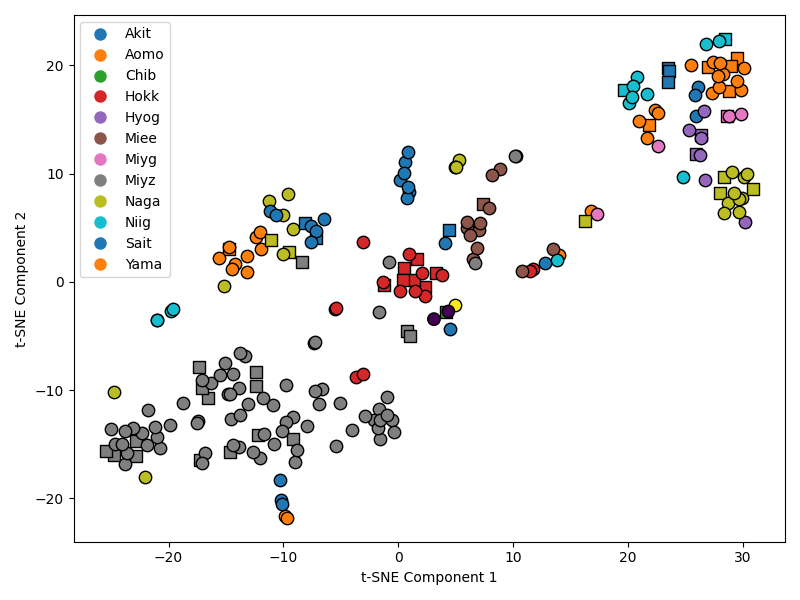 Akit
Aomo
Chib
Hokk
Hyog
Miee
Miyg
Miyz
Naga
Niig
Sait
Yama
20
10
0
−10
−20
t-SNE Component 2
−20
−10
0
10
20
30
t-SNE Component 1